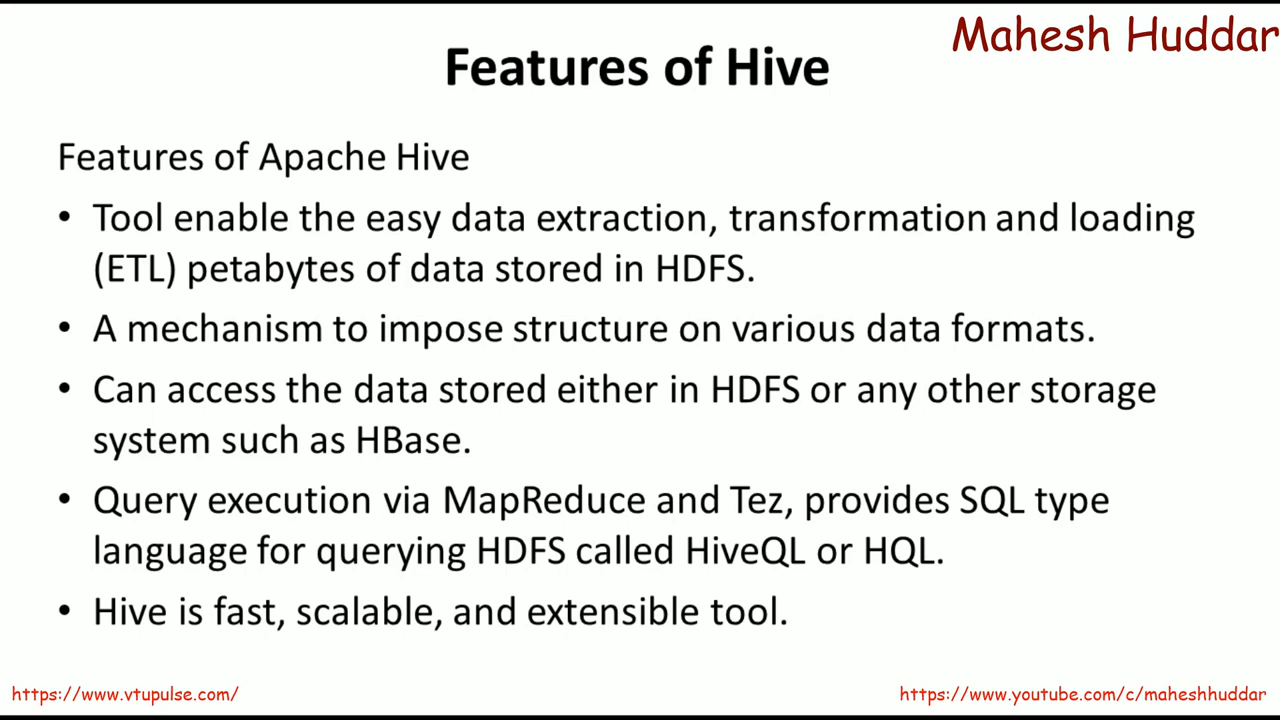 Mahesh Huddar
Features of Hive
Features of Apache Hive
• Tool enable the easy data extraction, transformation and loading
(ETL) petabytes of data stored in HDFS.
• A mechanism to impose structure on various data formats.
• Can access the data stored either in HDFS or any other storage
system such as HBase.
• Query execution via MapReduce and Tez, provides SQL type
language for querying HDFS called HiveQL or HQL.
• Hive is fast, scalable, and extensible tool.
https://www.vtupulse.com/
https://www.youtube.com/c/maheshhuddar